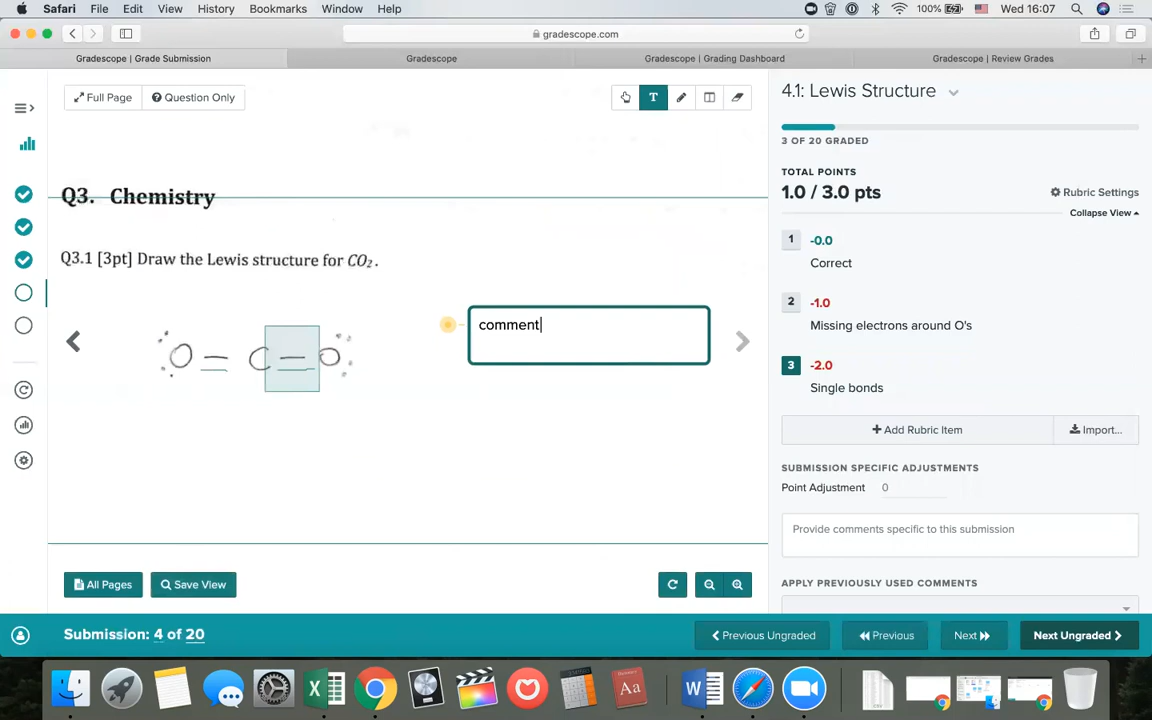 Safari File Edit View History Bookmarks Window Help 100% Wed 16:07
gradescope.com
Gradescope | Grade Submission Gradescope Gradescope | Grading Dashboard Gradescope | Review Grades
Full Page Question Only T
4.1: Lewis Structure
3 OF 20 GRADED
TOTAL POINTS
1.0 / 3.0 pts
Rubric Settings
Collapse View
1 -0.0
Correct
2 -1.0
Missing electrons around O's
3 -2.0
Single bonds
Add Rubric Item Import...
SUBMISSION SPECIFIC ADJUSTMENTS
Point Adjustment 0
Provide comments specific to this submission
APPLY PREVIOUSLY USED COMMENTS
Q3. Chemistry
Q3.1 [3pt] Draw the Lewis structure for CO₂.
O = C = O
comment
All Pages Save View
Submission: 4 of 20 Previous Ungraded Previous Next Next Ungraded
W Aa